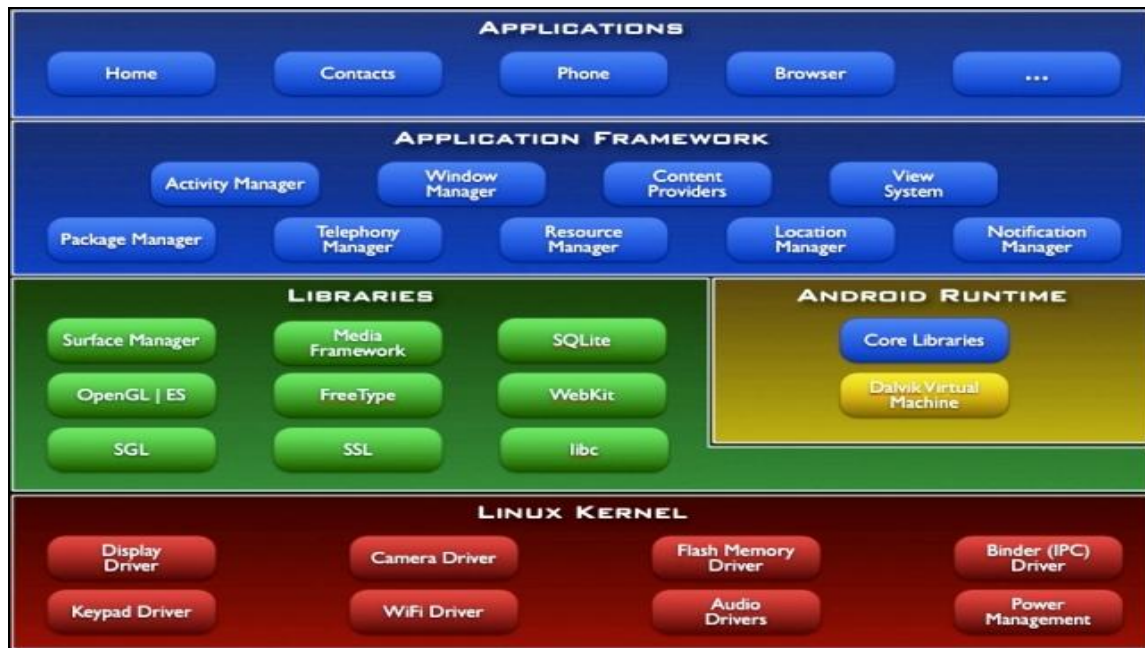 APPLICATIONS
Home
Contacts
Phone
Browser
...
APPLICATION FRAMEWORK
Activity Manager
Window
Manager
Content
Providers
View
System
Package Manager
Telephony
Manager
Resource
Manager
Location
Manager
Notification
Manager
LIBRARIES
Surface Manager
Media
Framework
SQLite
OpenGL | ES
FreeType
WebKit
SGL
SSL
libc
ANDROID RUNTIME
Core Libraries
Dalvik Virtual
Machine
LINUX KERNEL
Display
Driver
Camera Driver
Flash Memory
Driver
Binder (IPC)
Driver
Keypad Driver
WiFi Driver
Audio
Drivers
Power
Management